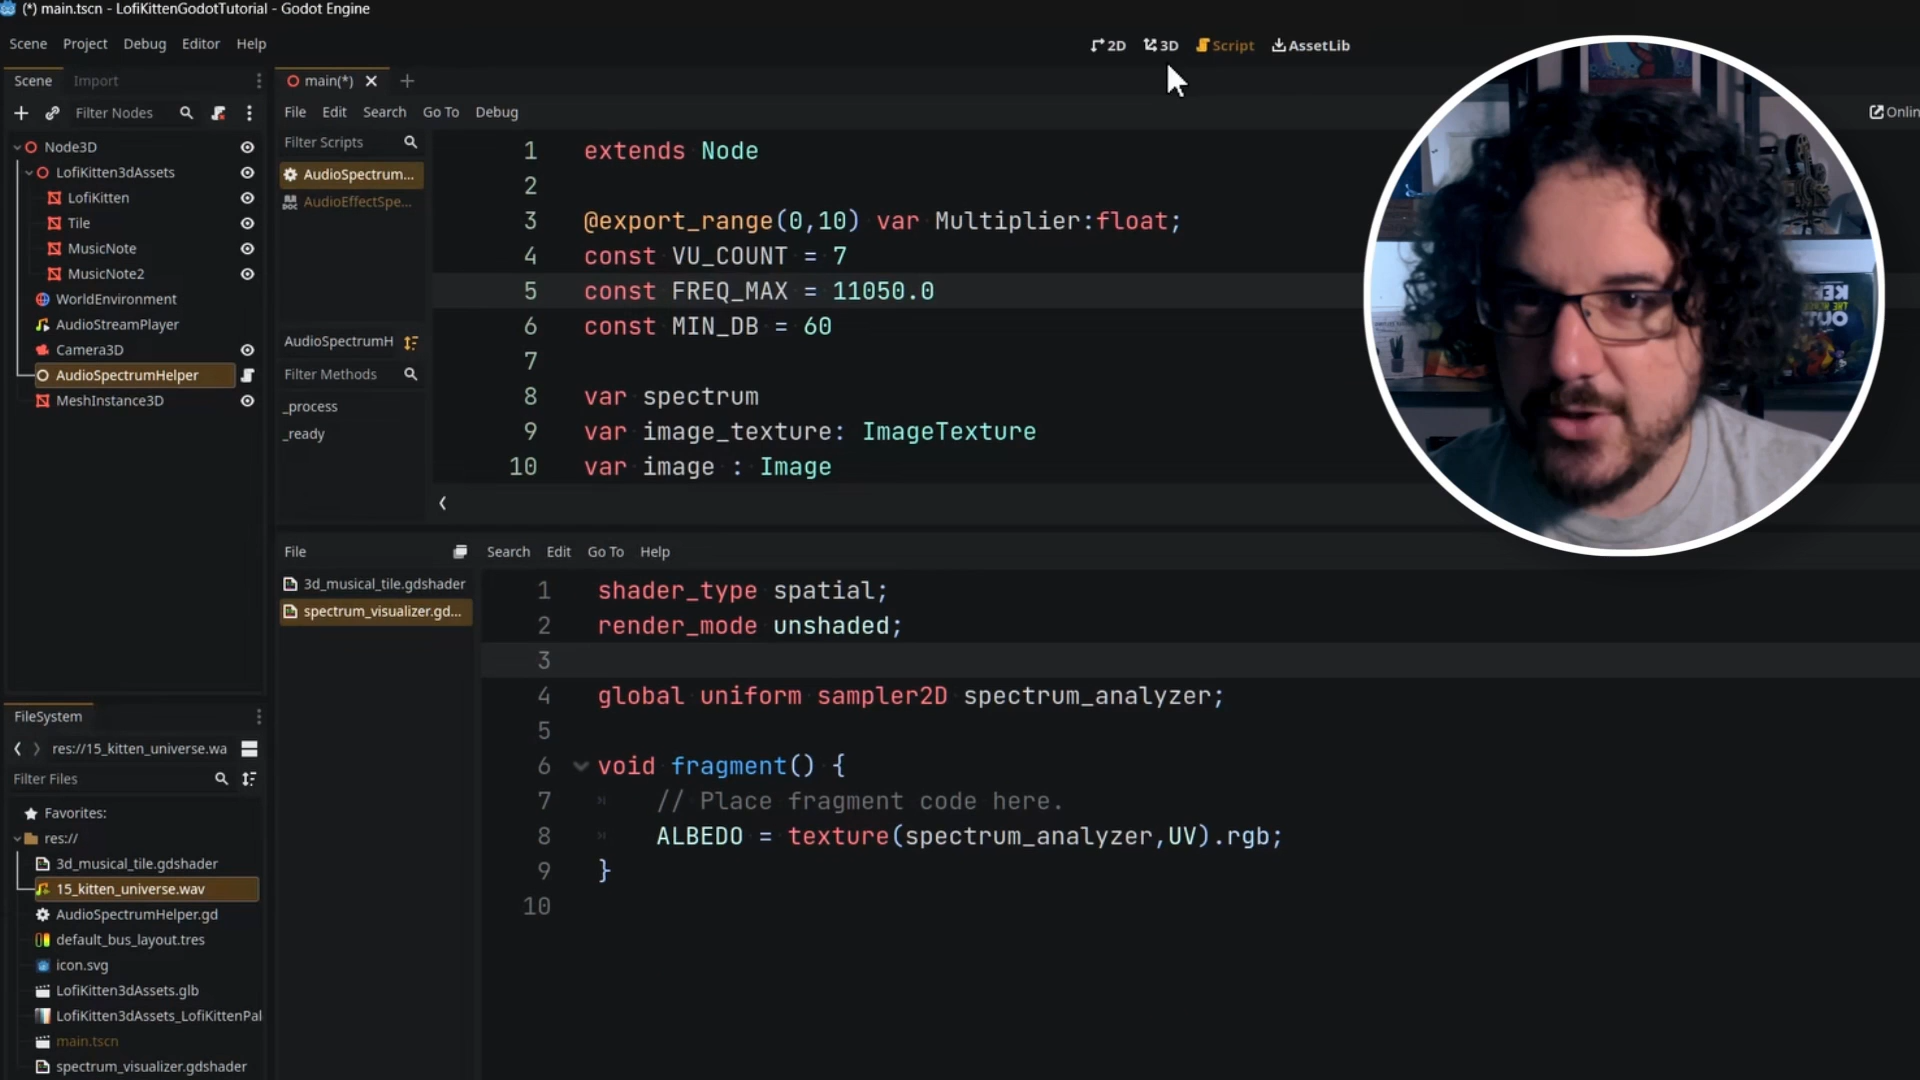 (*) main.tscn - LofiKittenGodotTutorial - Godot Engine
Scene Project Debug Editor Help
2D 3D Script AssetLib
Scene Import
main(*)
Filter Nodes
File Edit Search Go To Debug
Onlin
Node3D
LofiKitten3dAssets
LofiKitten
Tile
MusicNote
MusicNote2
WorldEnvironment
AudioStreamPlayer
Camera3D
AudioSpectrumHelper
MeshInstance3D
Filter Scripts
AudioSpectrum...
AudioEffectSpe...
AudioSpectrumH
Filter Methods
_process
_ready
1 extends Node
2
3 @export_range(0,10) var Multiplier:float;
4 const VU_COUNT = 7
5 const FREQ_MAX = 11050.0
6 const MIN_DB = 60
7
8 var spectrum
9 var image_texture: ImageTexture
10 var image : Image
File Search Edit Go To Help
3d_musical_tile.gdshader
spectrum_visualizer.gd...
1 shader_type spatial;
2 render_mode unshaded;
3
4 global uniform sampler2D spectrum_analyzer;
5
6 void fragment() {
7 // Place fragment code here.
8 ALBEDO = texture(spectrum_analyzer,UV).rgb;
9 }
10
FileSystem
res://15_kitten_universe.wa
Filter Files
Favorites:
res://
3d_musical_tile.gdshader
15_kitten_universe.wav
AudioSpectrumHelper.gd
default_bus_layout.tres
icon.svg
LofiKitten3dAssets.glb
LofiKitten3dAssets_LofiKittenPal
main.tscn
spectrum_visualizer.gdshader